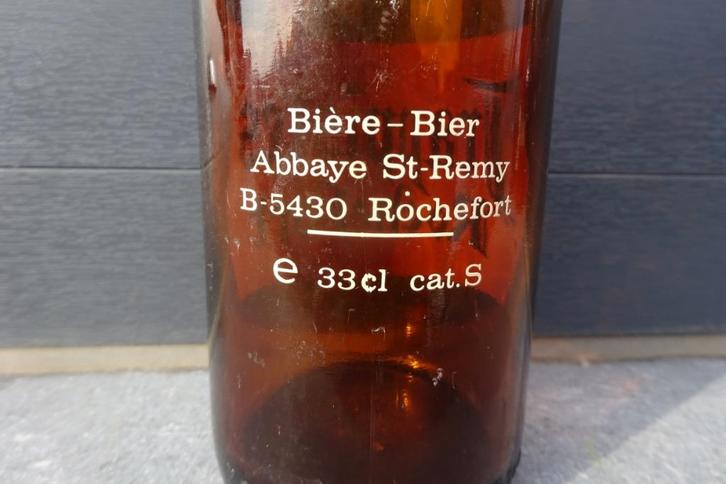 Bière – Bier
Abbaye St-Remy
B-5430 Rochefort
e 33cl cat.S